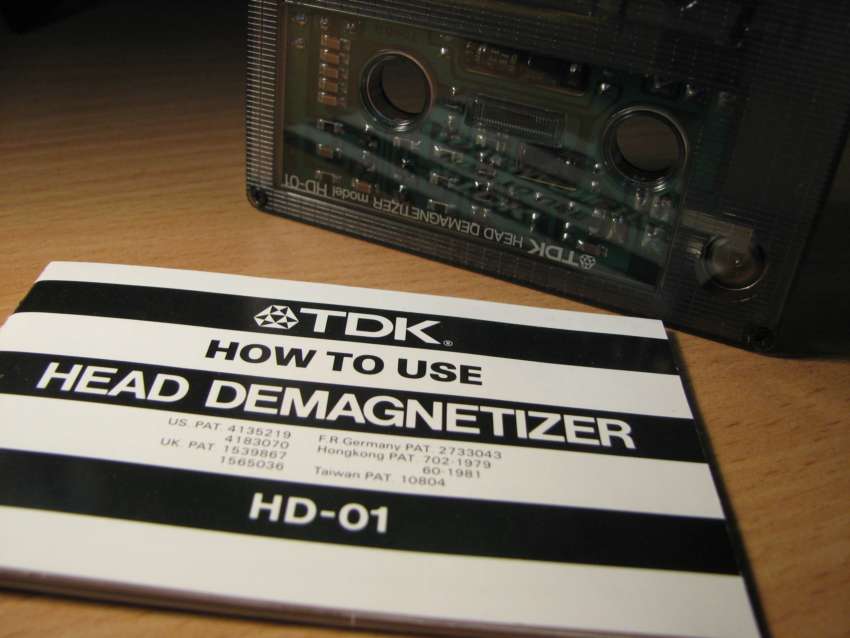 TDK HEAD DEMAGNETIZER model HD-01
TDK®
HOW TO USE
HEAD DEMAGNETIZER
US. PAT. 4135219
4183070
UK. PAT. 1539867
1565036
F.R Germany PAT. 2733043
Hongkong PAT. 702-1979
60-1981
Taiwan PAT. 10804
HD-01